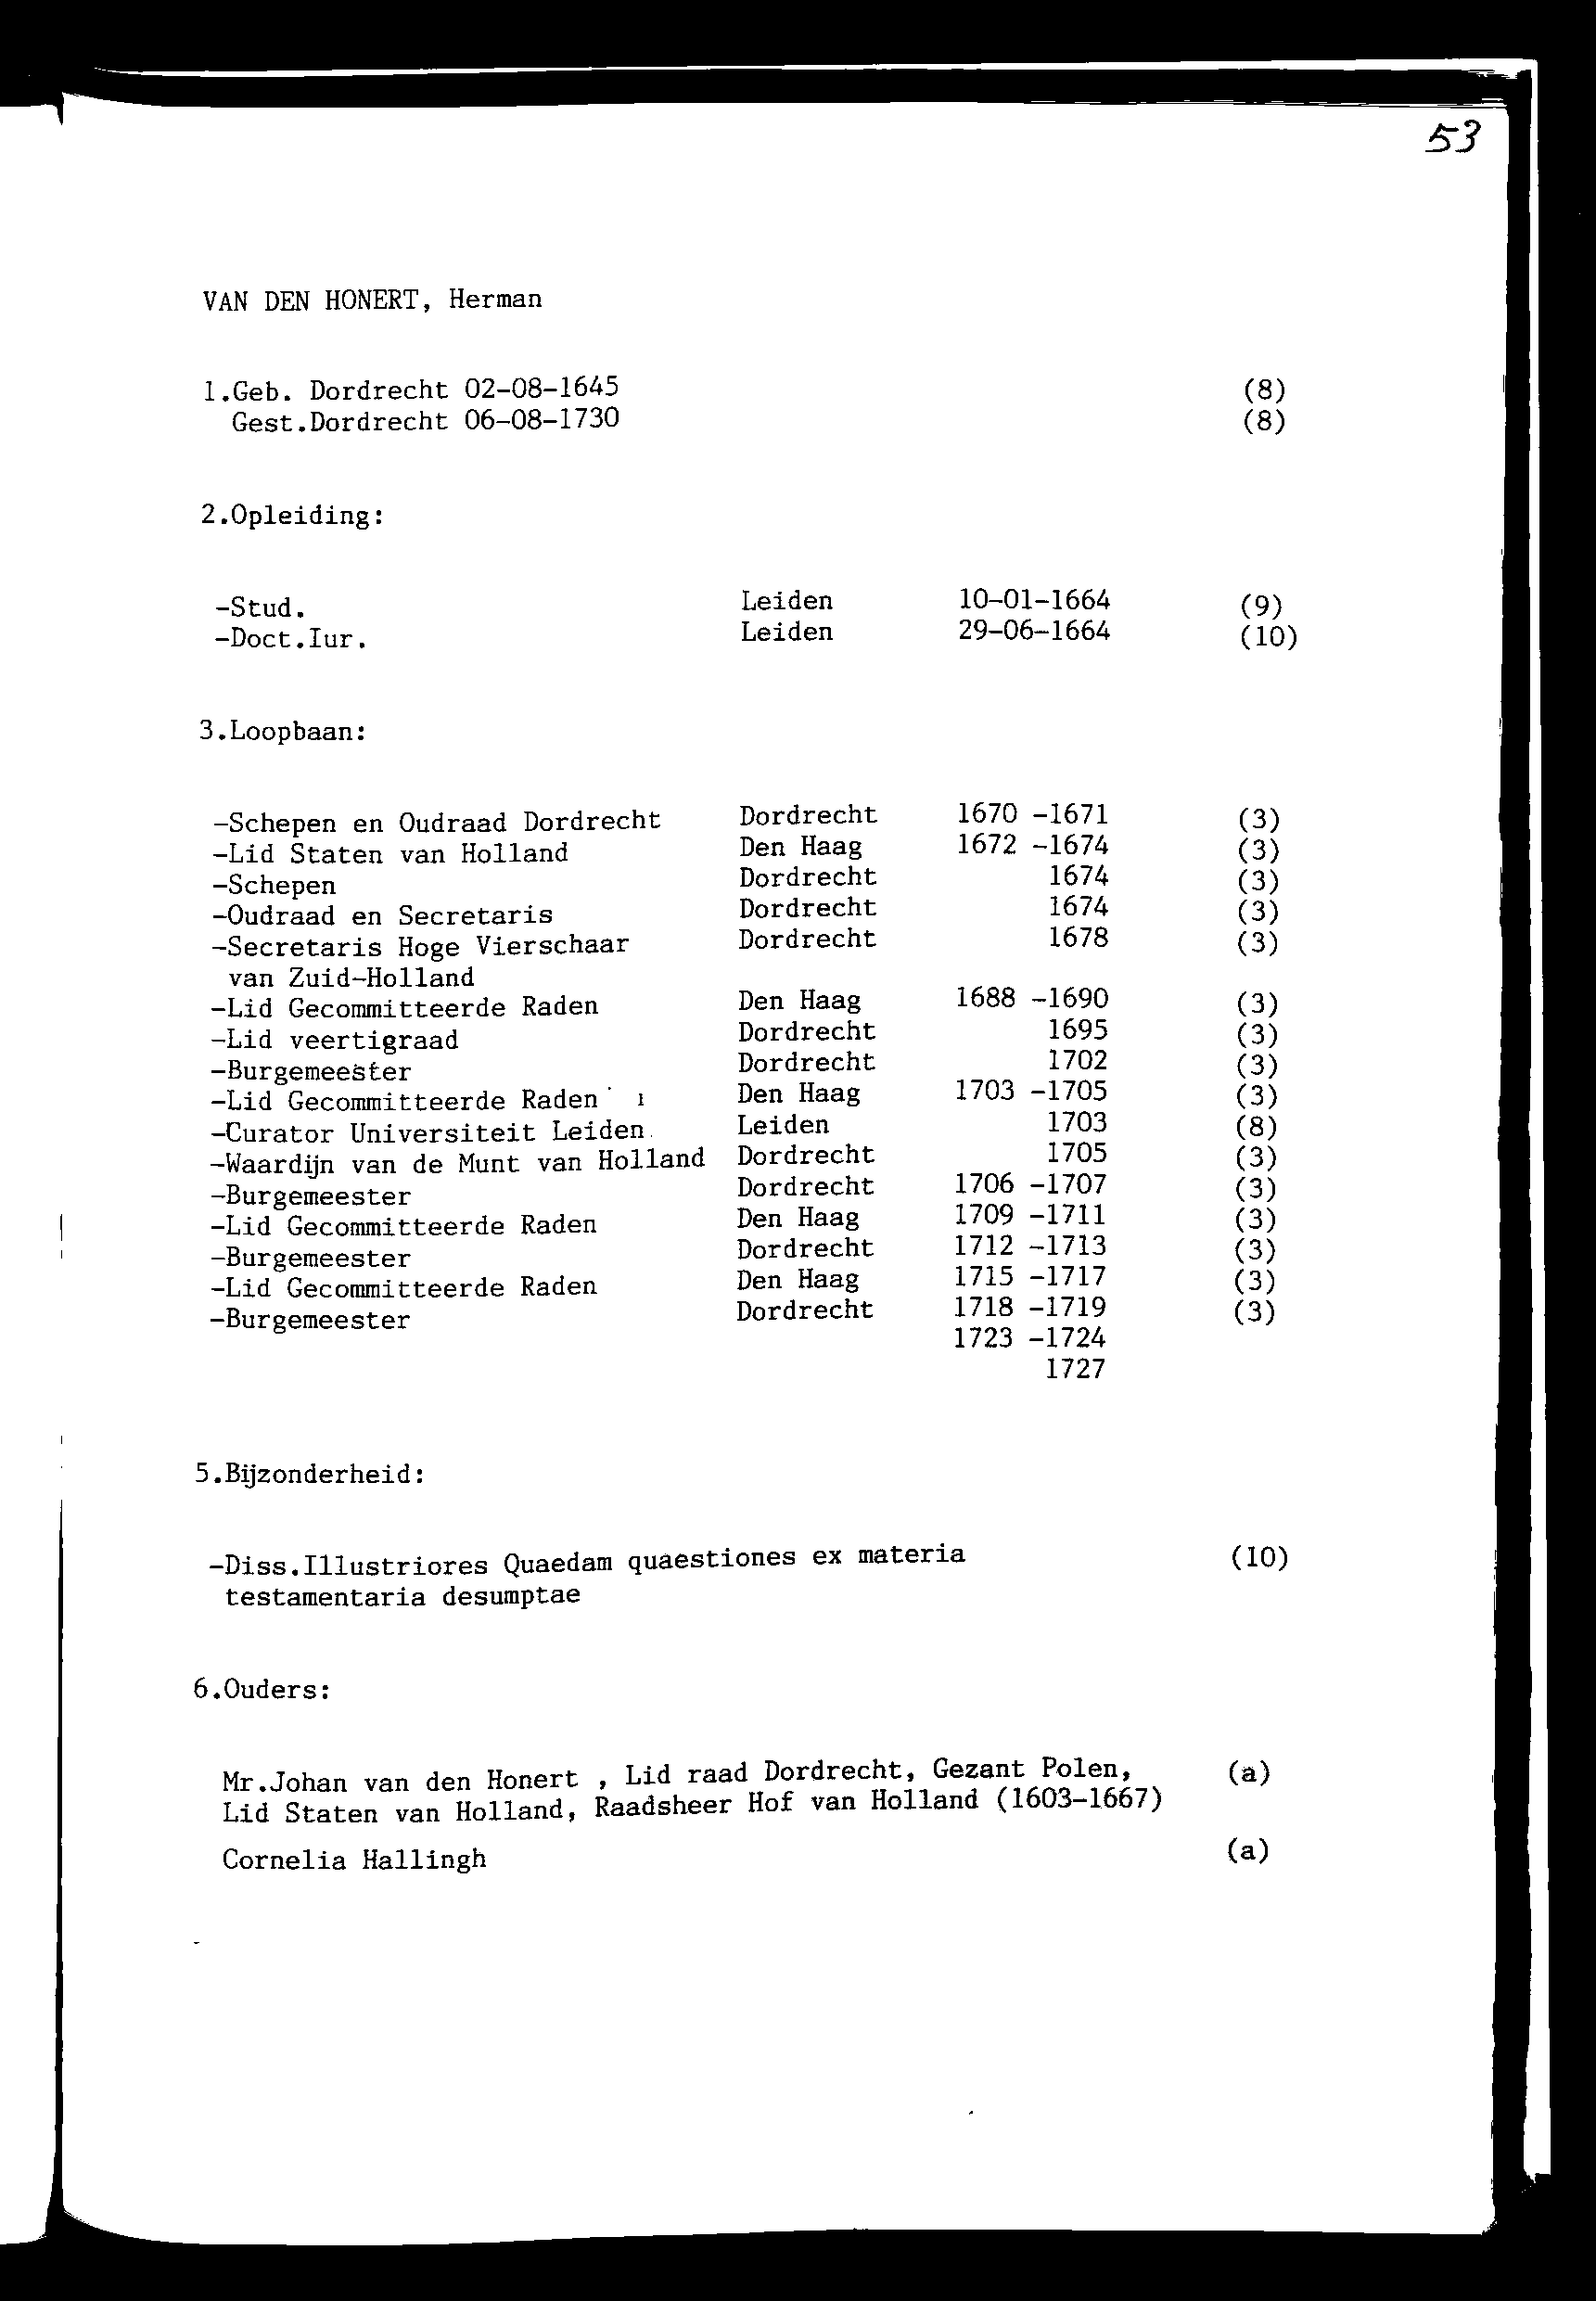 53
VAN DEN HONERT, Herman
1.Geb. Dordrecht 02-08-1645 (8)
Gest.Dordrecht 06-08-1730 (8)
2.Opleiding:
-Stud. Leiden 10-01-1664 (9)
-Doct.Iur. Leiden 29-06-1664 (10)
3.Loopbaan:
-Schepen en Oudraad Dordrecht Dordrecht 1670 -1671 (3)
-Lid Staten van Holland Den Haag 1672 -1674 (3)
-Schepen Dordrecht 1674 (3)
-Oudraad en Secretaris Dordrecht 1674 (3)
-Secretaris Hoge Vierschaar Dordrecht 1678 (3)
van Zuid-Holland
-Lid Gecommitteerde Raden Den Haag 1688 -1690 (3)
-Lid veertigraad Dordrecht 1695 (3)
-Burgemeester Dordrecht 1702 (3)
-Lid Gecommitteerde Raden Den Haag 1703 -1705 (3)
-Curator Universiteit Leiden Leiden 1703 (8)
-Waardijn van de Munt van Holland Dordrecht 1705 (3)
-Burgemeester Dordrecht 1706 -1707 (3)
-Lid Gecommitteerde Raden Den Haag 1709 -1711 (3)
-Burgemeester Dordrecht 1712 -1713 (3)
-Lid Gecommitteerde Raden Den Haag 1715 -1717 (3)
-Burgemeester Dordrecht 1718 -1719 (3)
1723 -1724
1727
5.Bijzonderheid:
-Diss.Illustriores Quaedam quaestiones ex materia (10)
testamentaria desumptae
6.Ouders:
Mr.Johan van den Honert , Lid raad Dordrecht, Gezant Polen, (a)
Lid Staten van Holland, Raadsheer Hof van Holland (1603-1667)
Cornelia Hallingh (a)